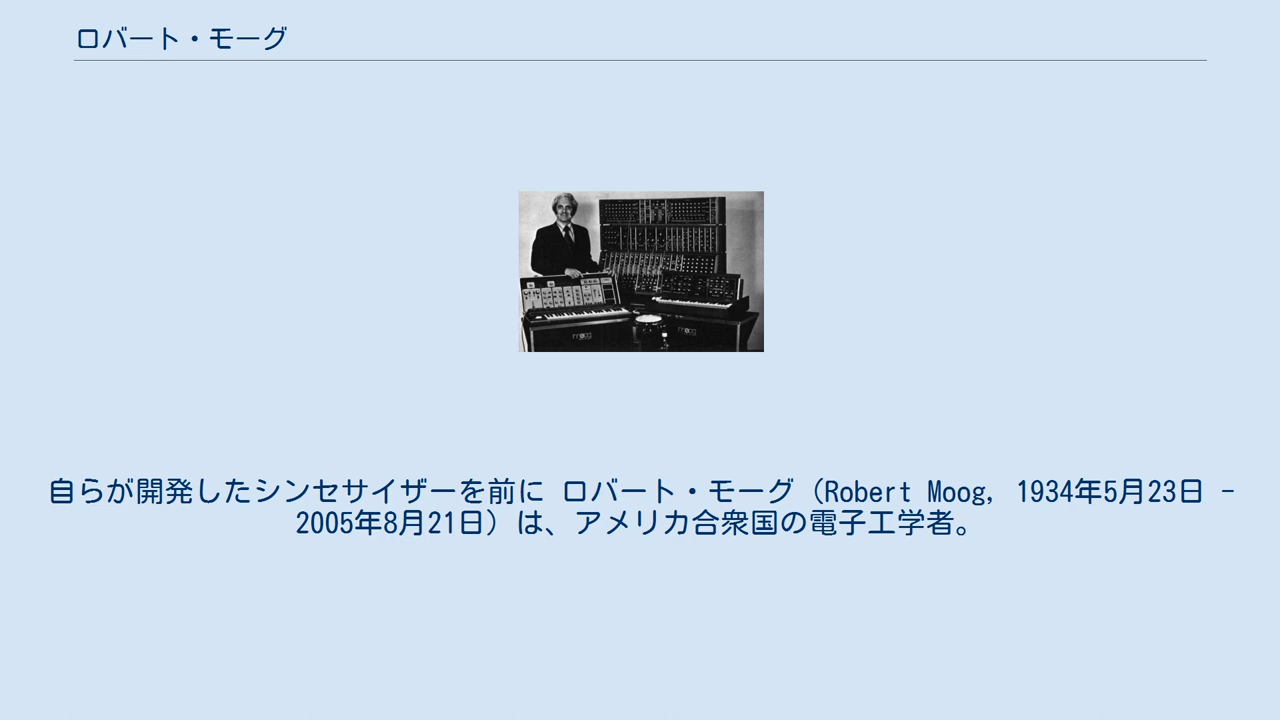 ロバート・モーグ
moog
moog
自らが開発したシンセサイザーを前に ロバート・モーグ（Robert Moog, 1934年5月23日 -
2005年8月21日）は、アメリカ合衆国の電子工学者。